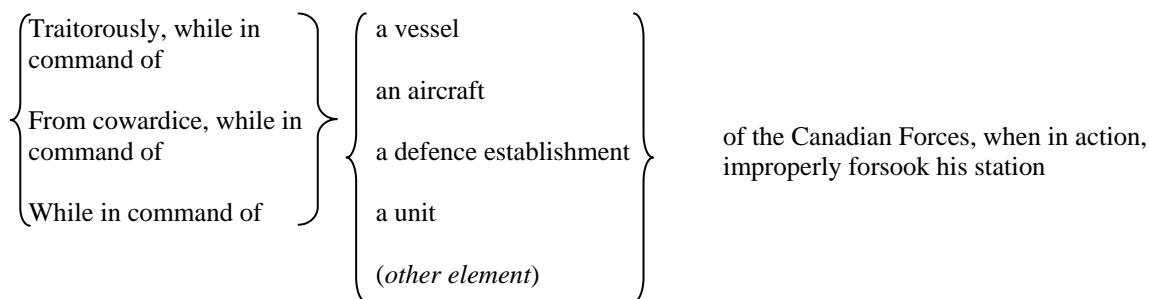 Traitorously, while in
command of
From cowardice, while in
command of
While in command of
a vessel
an aircraft
a defence establishment
a unit
(other element)
of the Canadian Forces, when in action,
improperly forsook his station